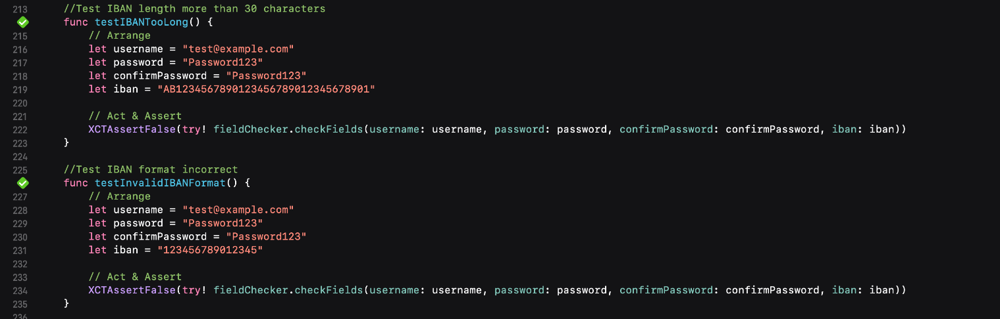 213 //Test IBAN length more than 30 characters
func testIBANTooLong() {
215 // Arrange
216 let username = "test@example.com"
217 let password = "Password123"
218 let confirmPassword = "Password123"
219 let iban = "AB12345678901234567890123456789​01"
220
221 // Act & Assert
222 XCTAssertFalse(try! fieldChecker.checkFields(username: username, password: password, confirmPassword: confirmPassword, iban: iban))
223 }
224
225 //Test IBAN format incorrect
func testInvalidIBANFormat() {
227 // Arrange
228 let username = "test@example.com"
229 let password = "Password123"
230 let confirmPassword = "Password123"
231 let iban = "123456789012345"
232
233 // Act & Assert
234 XCTAssertFalse(try! fieldChecker.checkFields(username: username, password: password, confirmPassword: confirmPassword, iban: iban))
235 }
236